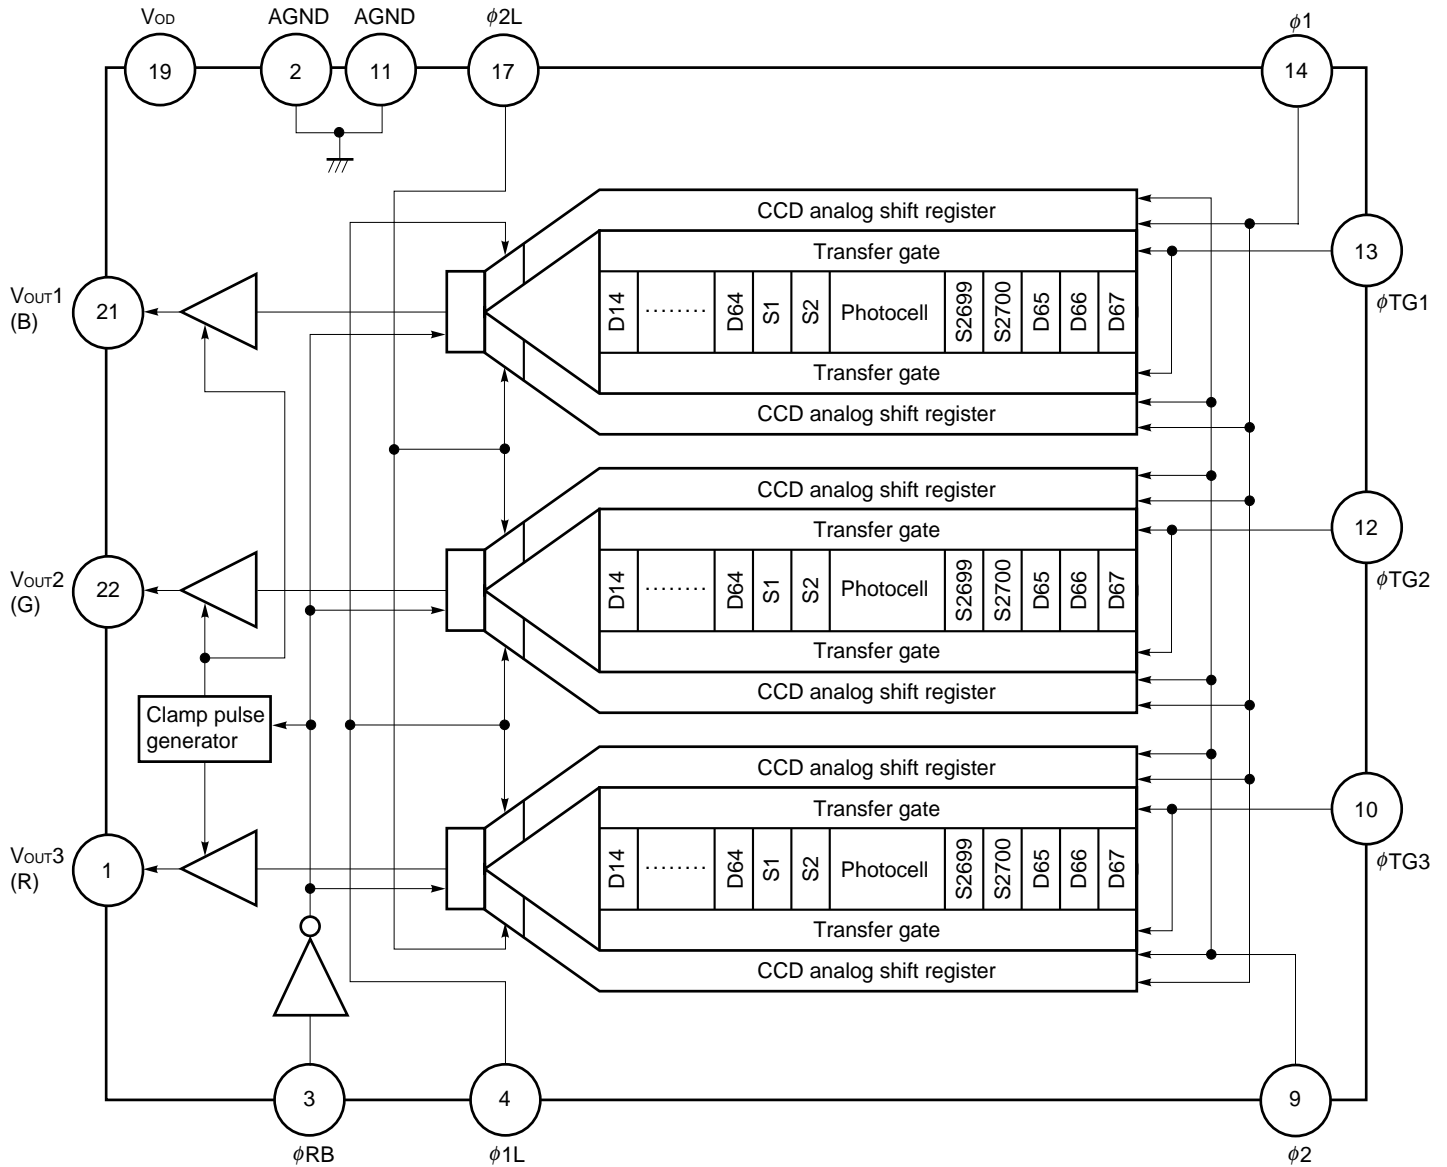 VOD AGND AGND φ2L φ1
19 2 11 17 14
CCD analog shift register
Transfer gate
D14 ........ D64 S1 S2 Photocell S2699 S2700 D65 D66 D67
Transfer gate
CCD analog shift register
13
φTG1
VOUT1
(B)
21
CCD analog shift register
Transfer gate
D14 ........ D64 S1 S2 Photocell S2699 S2700 D65 D66 D67
Transfer gate
CCD analog shift register
12
φTG2
VOUT2
(G)
22
Clamp pulse
generator
CCD analog shift register
Transfer gate
D14 ........ D64 S1 S2 Photocell S2699 S2700 D65 D66 D67
Transfer gate
CCD analog shift register
10
φTG3
VOUT3
(R)
1
3 4 9
φRB φ1L φ2